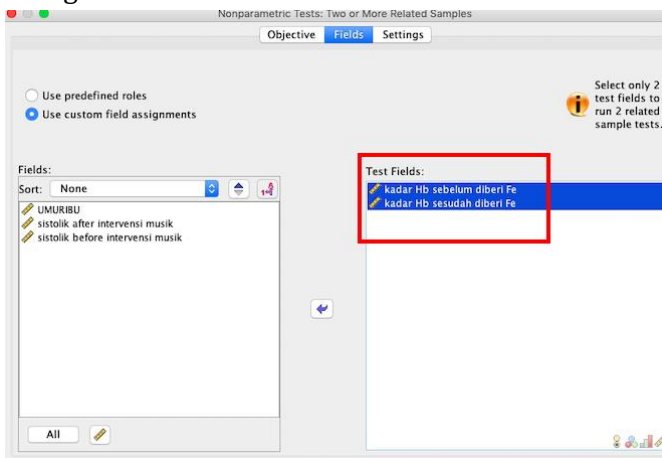 Nonparametric Tests: Two or More Related Samples
Objective Fields Settings
Use predefined roles
Use custom field assignments
Select only 2
test fields to
run 2 related
sample tests.
Fields:
Sort: None
UMURIBU
sistolik after intervensi musik
sistolik before intervensi musik
All
Test Fields:
kadar Hb sebelum diberi Fe
kadar Hb sesudah diberi Fe